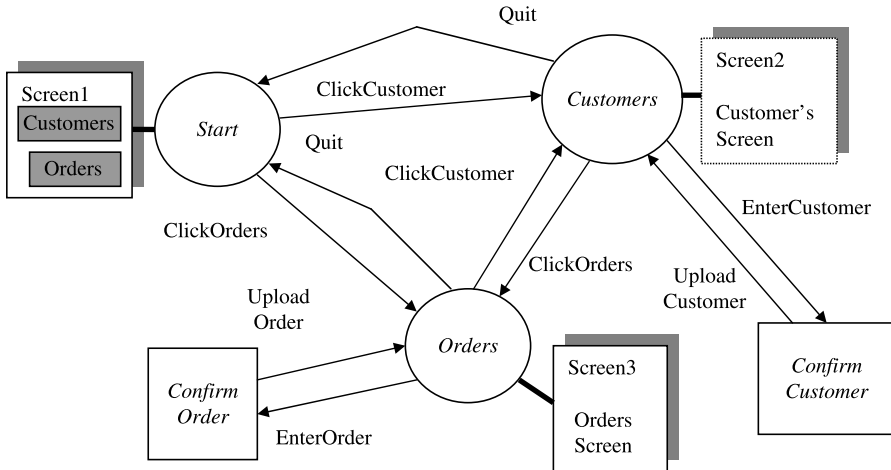 Quit
Screen1
Customers
Orders
Start
ClickCustomer
Customers
Screen2
Customer's
Screen
Quit
ClickCustomer
ClickOrders
EnterCustomer
ClickOrders
Upload
Customer
Upload
Order
Orders
Confirm
Order
EnterOrder
Screen3
Orders
Screen
Confirm
Customer